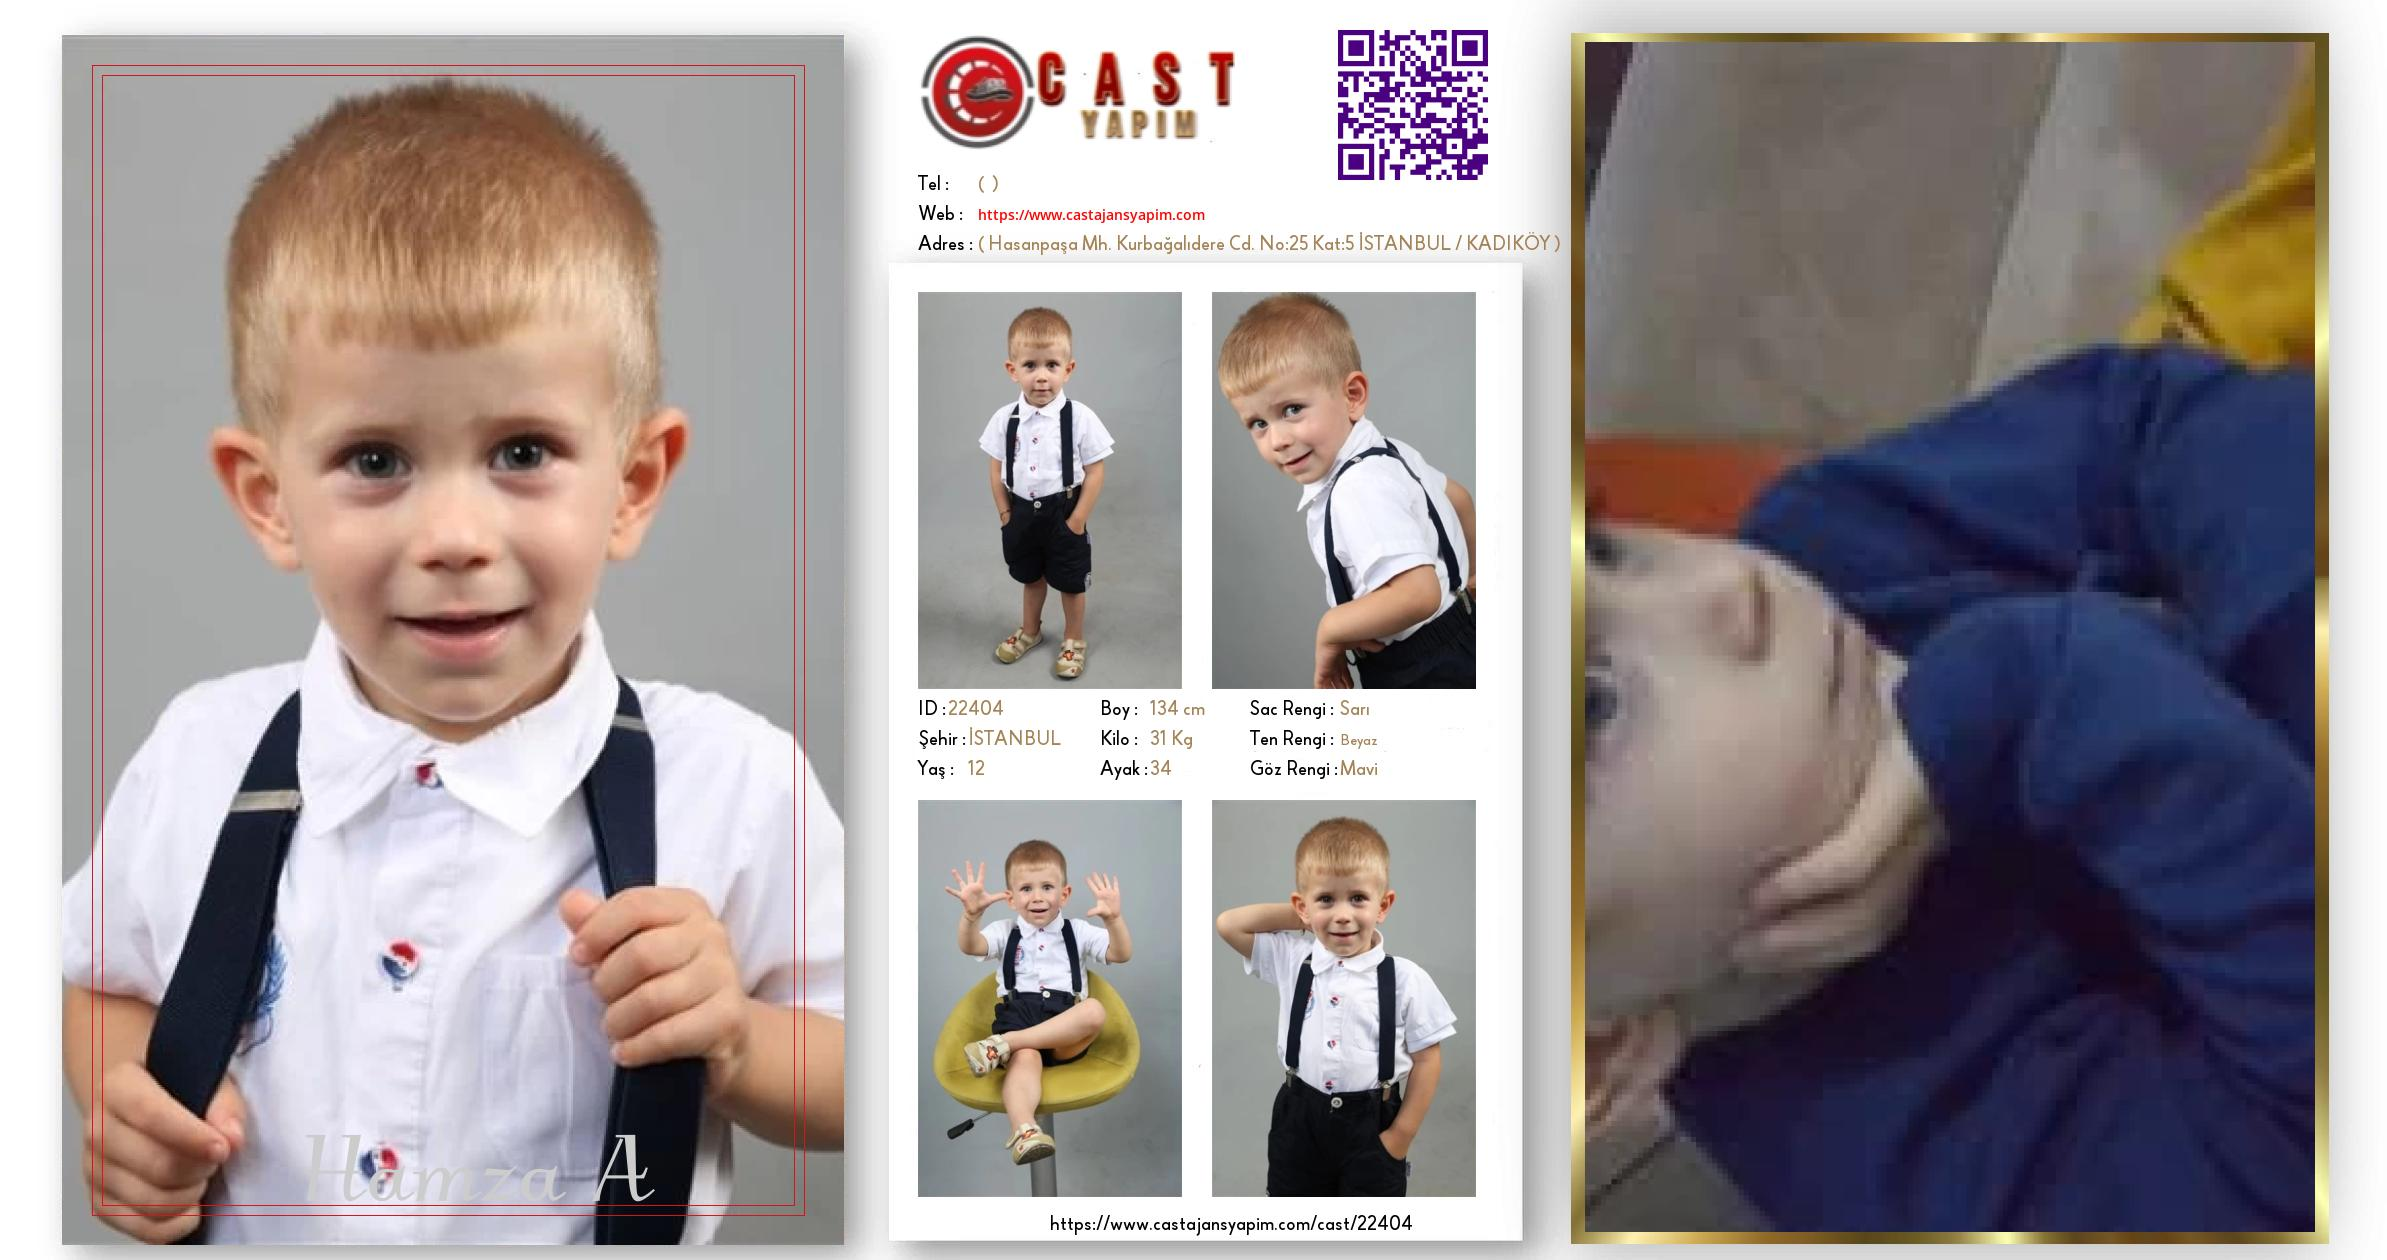 Hamza A
CAST
YAPIM
Tel : ( )
Web : https://www.castajansyapim.com
Adres : ( Hasanpaşa Mh. Kurbağalıdere Cd. No:25 Kat:5 İSTANBUL / KADIKÖY )
ID : 22404 Boy : 134 cm Sac Rengi : Sarı
Şehir : İSTANBUL Kilo : 31 Kg Ten Rengi : Beyaz
Yaş : 12 Ayak : 34 Göz Rengi : Mavi
https://www.castajansyapim.com/cast/22404